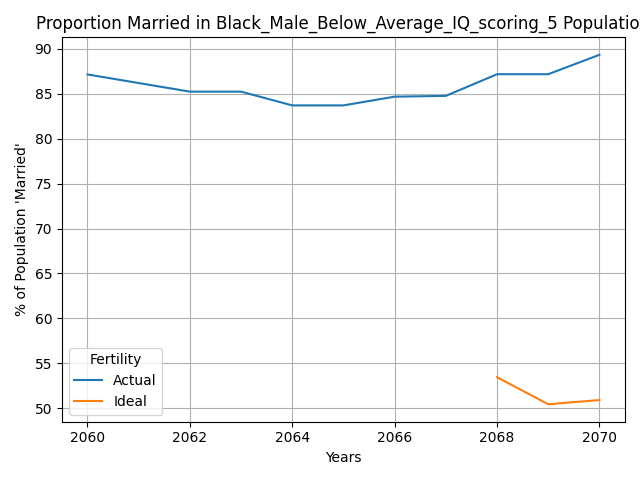 Proportion Married in Black_Male_Below_Average_IQ_scoring_5 Populatio
% of Population 'Married'
90
85
80
75
70
65
60
55
50
Fertility
Actual
Ideal
2060 2062 2064 2066 2068 2070
Years